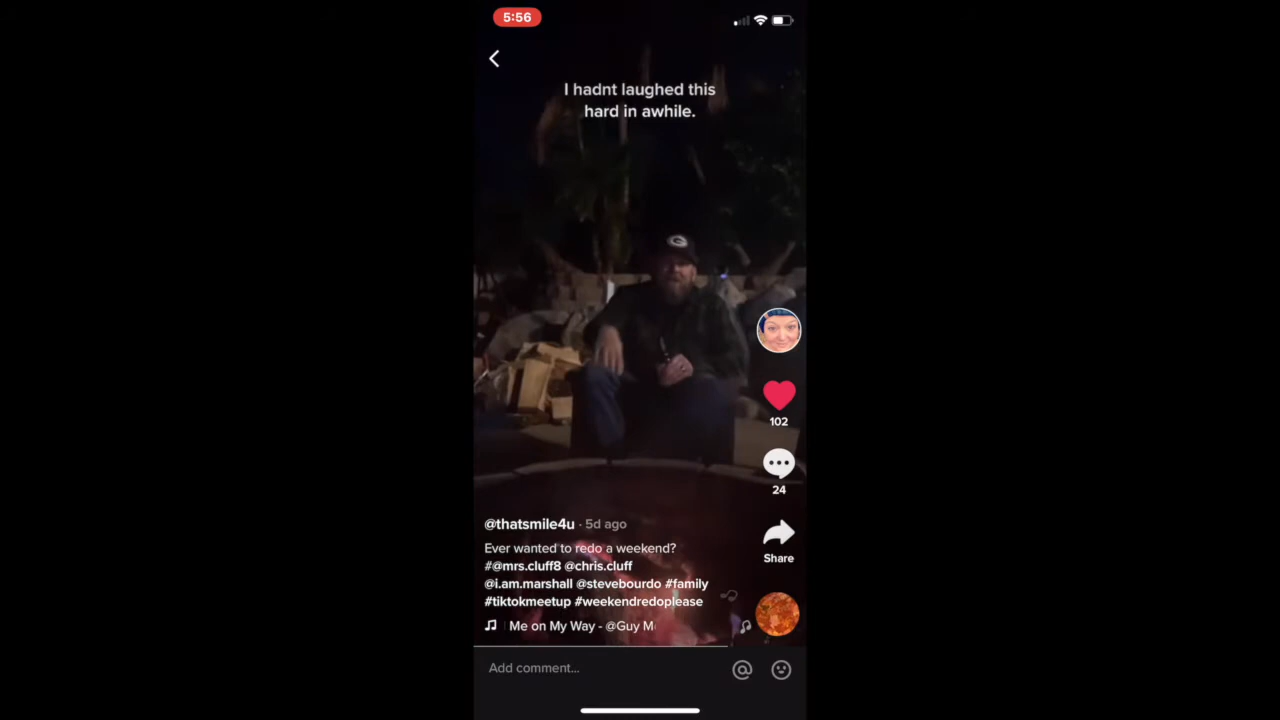 5:56
I hadnt laughed this
hard in awhile.
G
102
24
Share
@thatsmile4u · 5d ago
Ever wanted to redo a weekend?
#@mrs.cluff8 @chris.cluff
@i.am.marshall @stevebourdo #family
#tiktokmeetup #weekendredoplease
Me on My Way - @Guy M
Add comment...